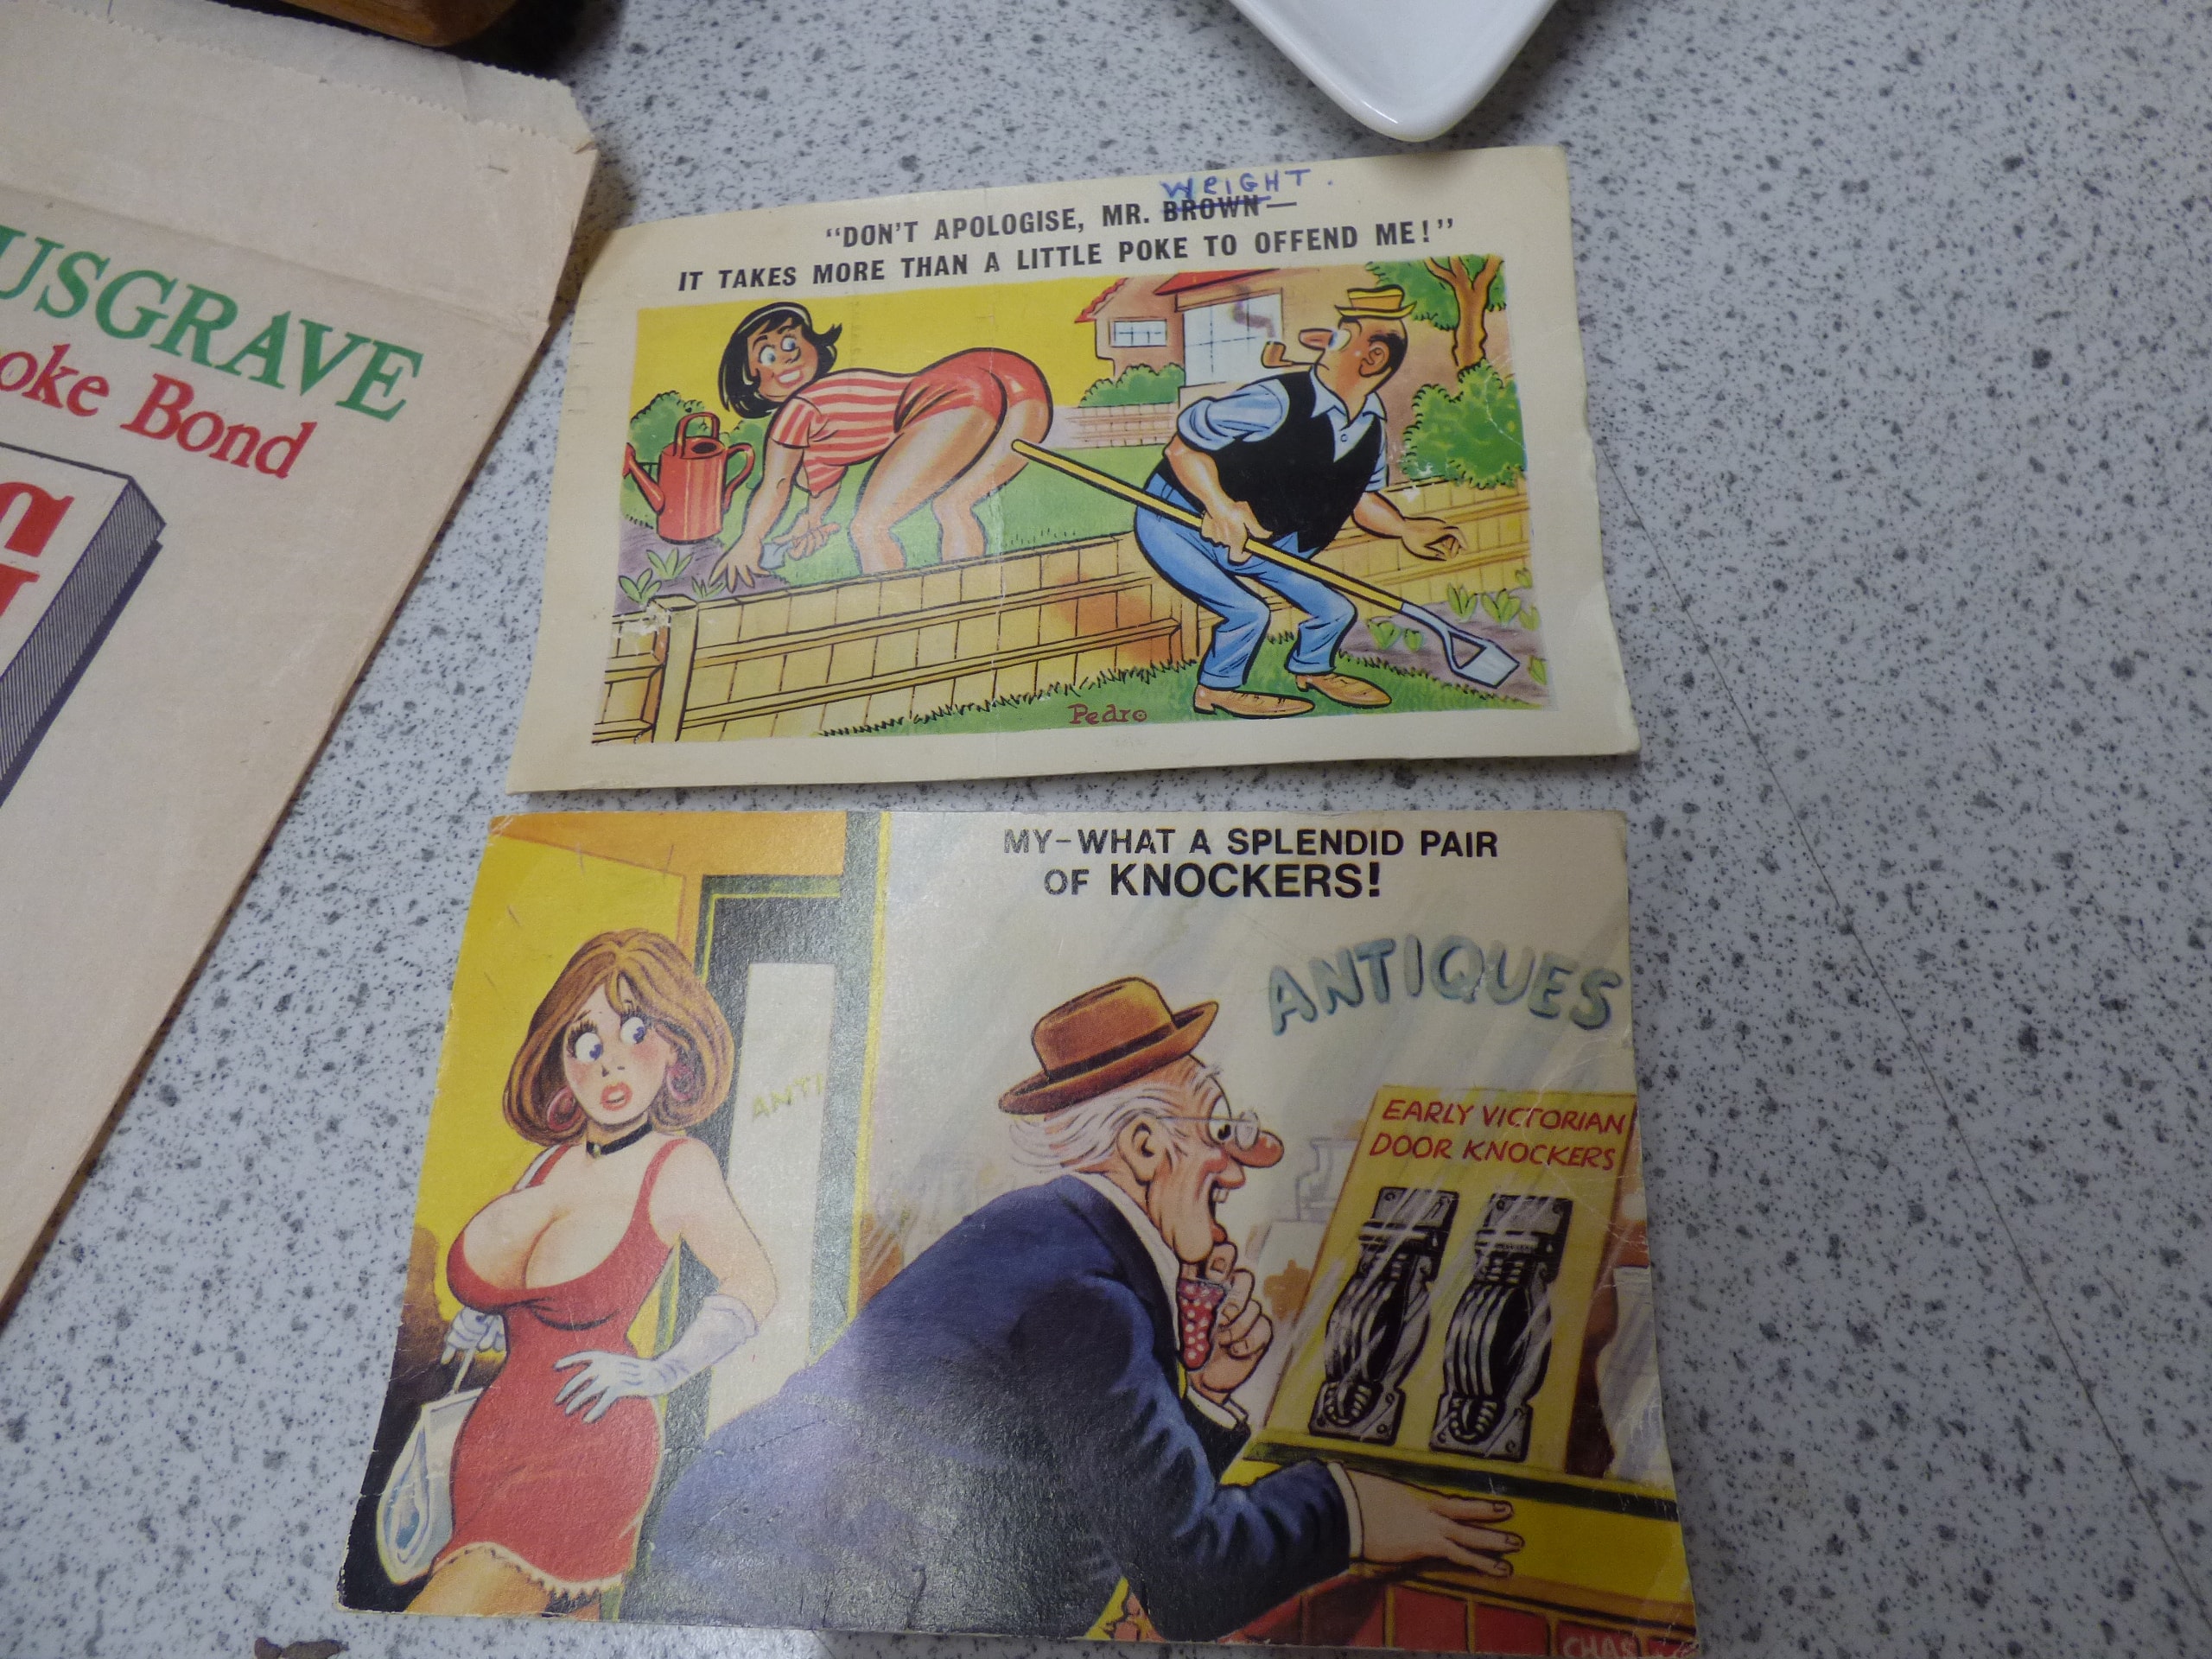 USGRAVE
oke Bond
WRIGHT.
"DON'T APOLOGISE, MR. BROWN—
IT TAKES MORE THAN A LITTLE POKE TO OFFEND ME!"
Pedro
MY-WHAT A SPLENDID PAIR
OF KNOCKERS!
ANTIQUES
ANTI
EARLY VICTORIAN
DOOR KNOCKERS
CHAS